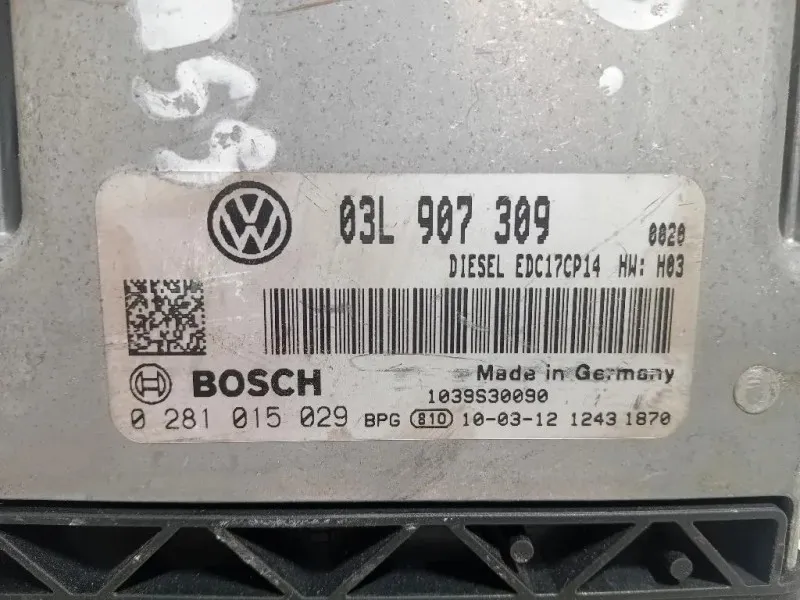 03L 907 309 0020
DIESEL EDC17CP14 HW: H03
BOSCH Made in Germany
1039S30090
0 281 015 029 BPG 810 10-03-12 1243 1870